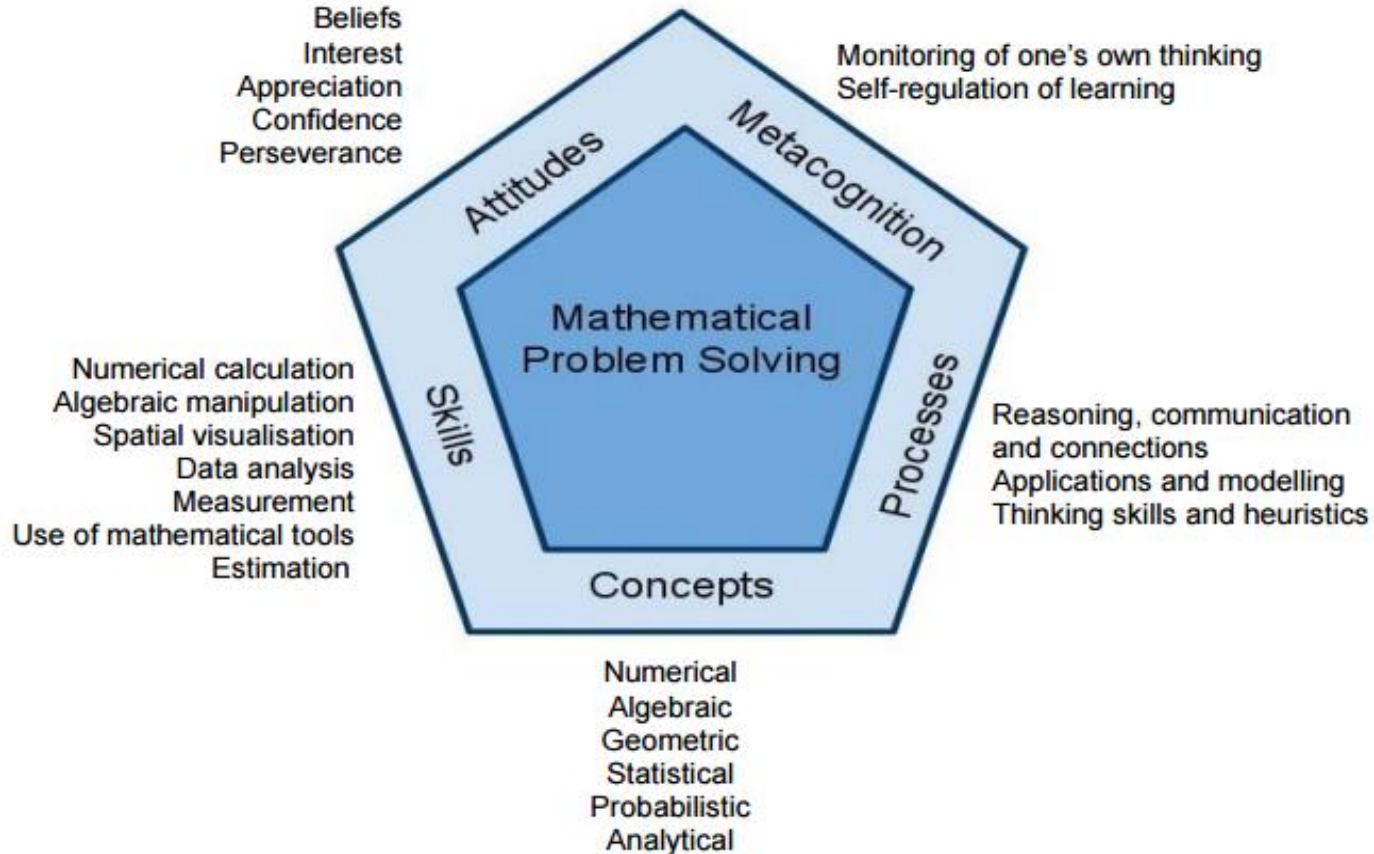 Beliefs
Interest
Appreciation
Confidence
Perseverance
Attitudes
Metacognition
Monitoring of one's own thinking
Self-regulation of learning
Mathematical
Problem Solving
Numerical calculation
Algebraic manipulation
Spatial visualisation
Data analysis
Measurement
Use of mathematical tools
Estimation
Skills
Processes
Reasoning, communication
and connections
Applications and modelling
Thinking skills and heuristics
Concepts
Numerical
Algebraic
Geometric
Statistical
Probabilistic
Analytical